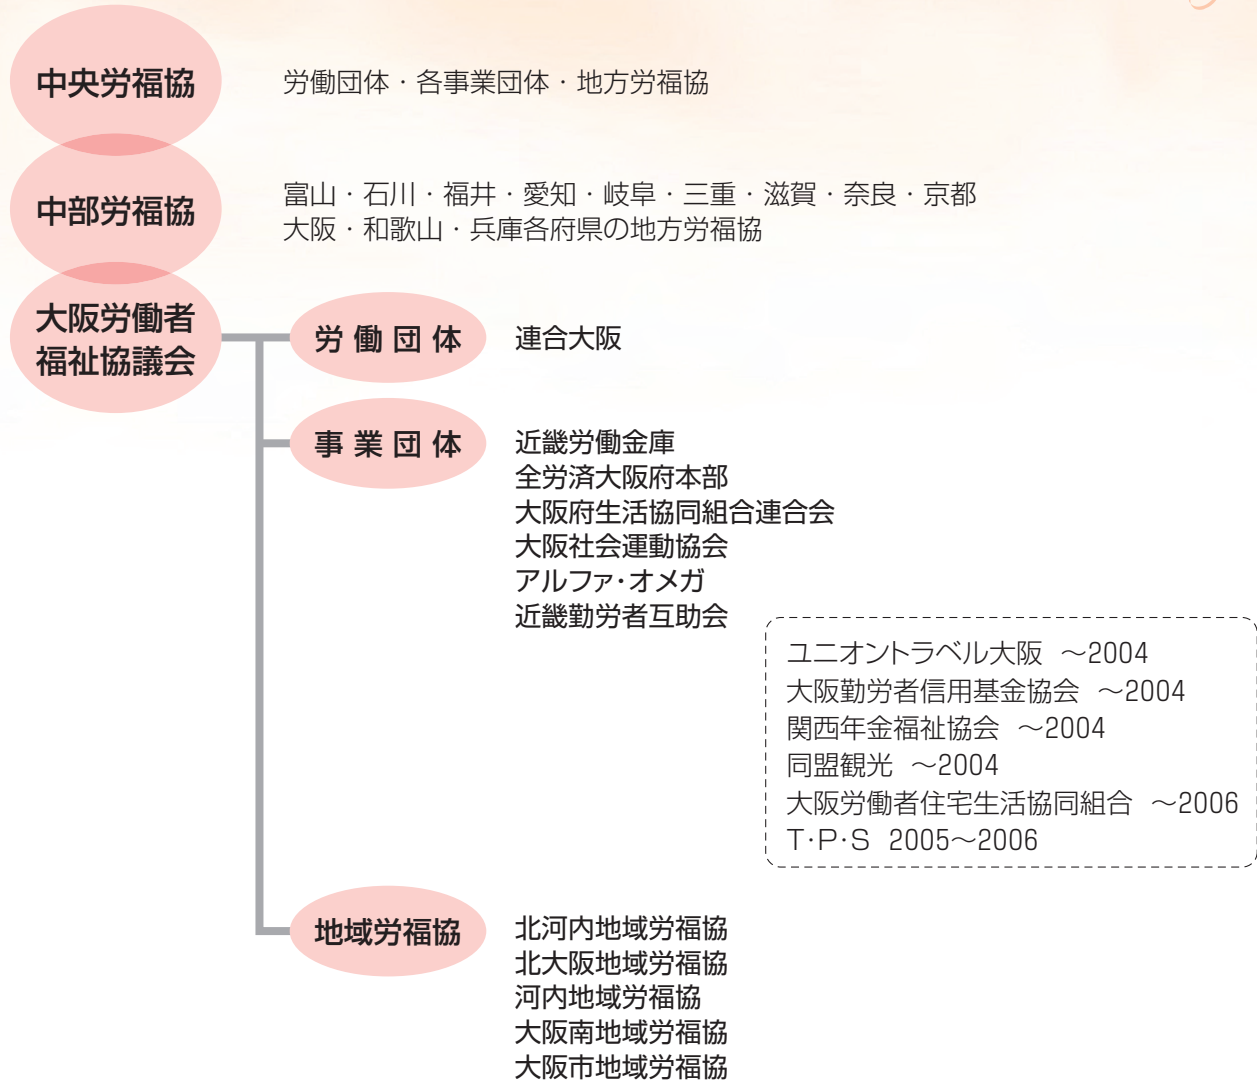 中央労福協
労働団体・各事業団体・地方労福協
中部労福協
富山・石川・福井・愛知・岐阜・三重・滋賀・奈良・京都
大阪・和歌山・兵庫各府県の地方労福協
大阪労働者
福祉協議会
労働団体
連合大阪
事業団体
近畿労働金庫
全労済大阪府本部
大阪府生活協同組合連合会
大阪社会運動協会
アルファ・オメガ
近畿勤労者互助会
ユニオントラベル大阪 ～2004
大阪勤労者信用基金協会 ～2004
関西年金福祉協会 ～2004
同盟観光 ～2004
大阪労働者住宅生活協同組合 ～2006
T・P・S 2005～2006
地域労福協
北河内地域労福協
北大阪地域労福協
河内地域労福協
大阪南地域労福協
大阪市地域労福協